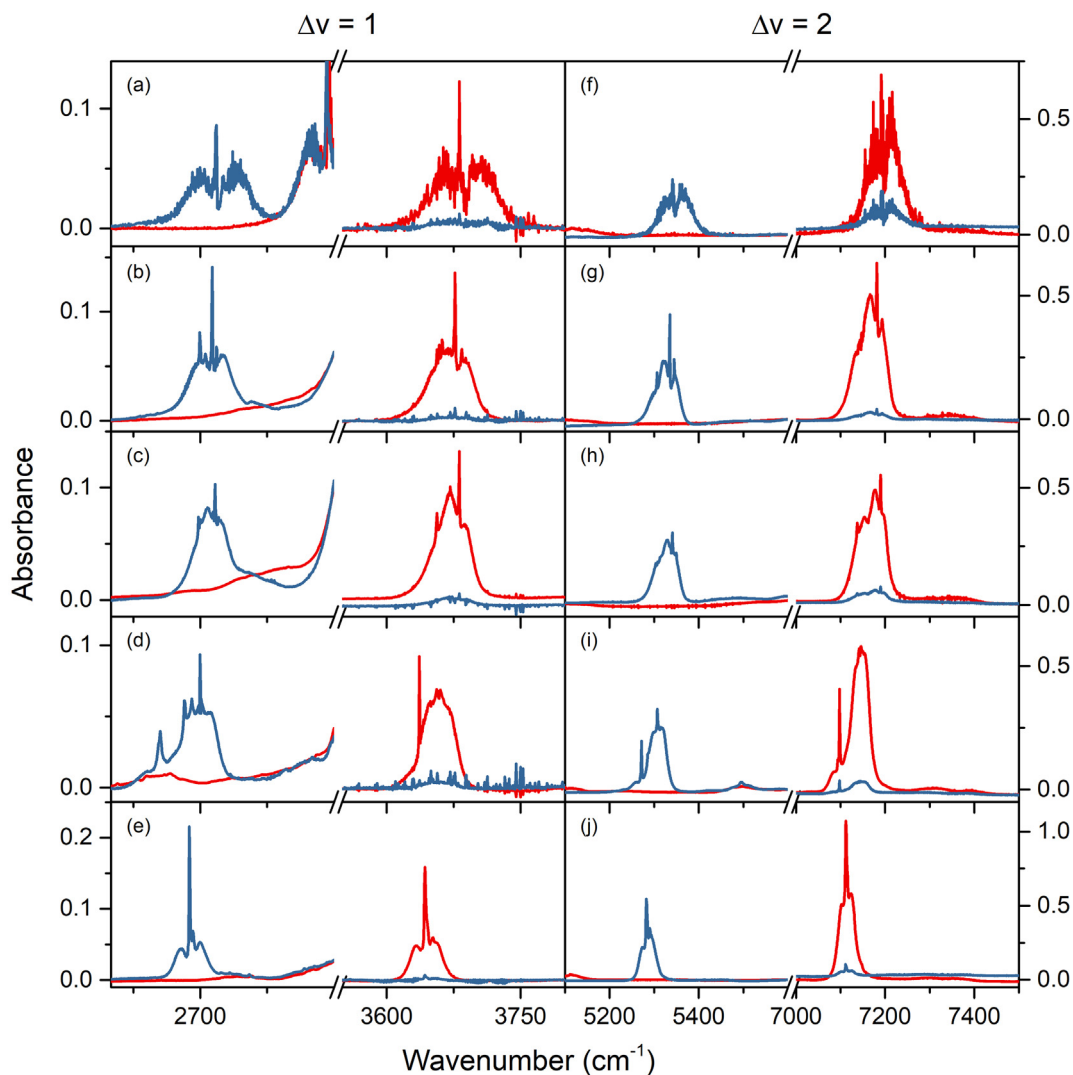 Δv = 1 Δv = 2
(a) (f)
0.1 0.5
0.0 0.0
(b) (g)
0.1 0.5
0.0 0.0
(c) (h)
0.1 0.5
0.0 0.0
(d) (i)
0.1 0.5
0.0 0.0
(e) (j)
0.2 1.0
0.1 0.5
0.0 0.0
Absorbance
2700 3600 3750 5200 5400 7000 7200 7400
Wavenumber (cm⁻¹)